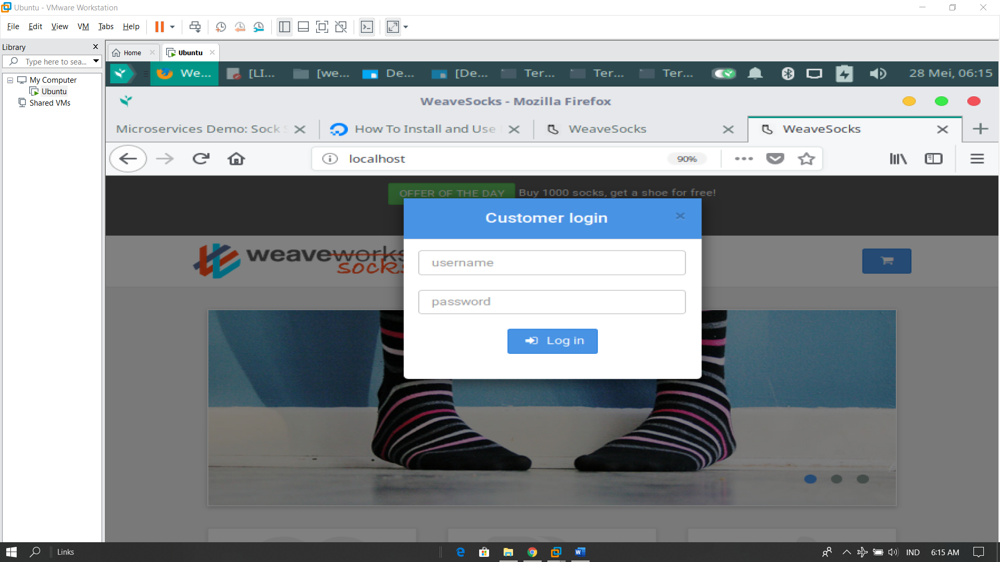 Ubuntu - VMware Workstation
File Edit View VM Tabs Help
Library
Type here to sea...
My Computer
Ubuntu
Shared VMs
Home
Ubuntu
We...
[LI...
[we...
De...
[De...
Ter...
Ter...
Ter...
28 Mei, 06:15
WeaveSocks - Mozilla Firefox
Microservices Demo: Sock S
How To Install and Use
WeaveSocks
WeaveSocks
localhost
90%
OFFER OF THE DAY Buy 1000 socks, get a shoe for free!
Customer login
weaveworks
socks
username
password
Log in
Links
IND
6:15 AM